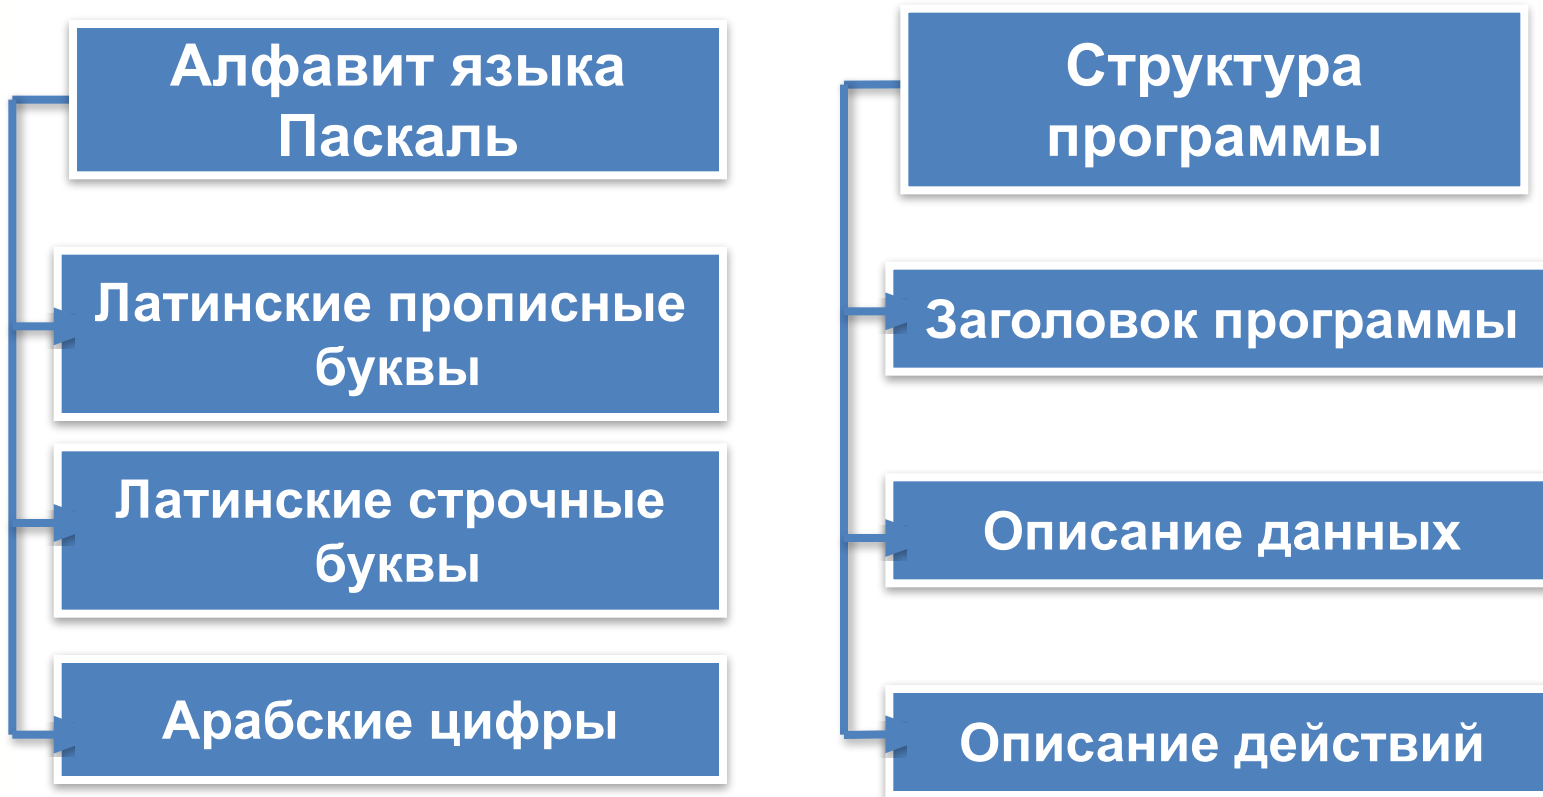 Алфавит языка
Паскаль
Латинские прописные
буквы
Латинские строчные
буквы
Арабские цифры
Структура
программы
Заголовок программы
Описание данных
Описание действий